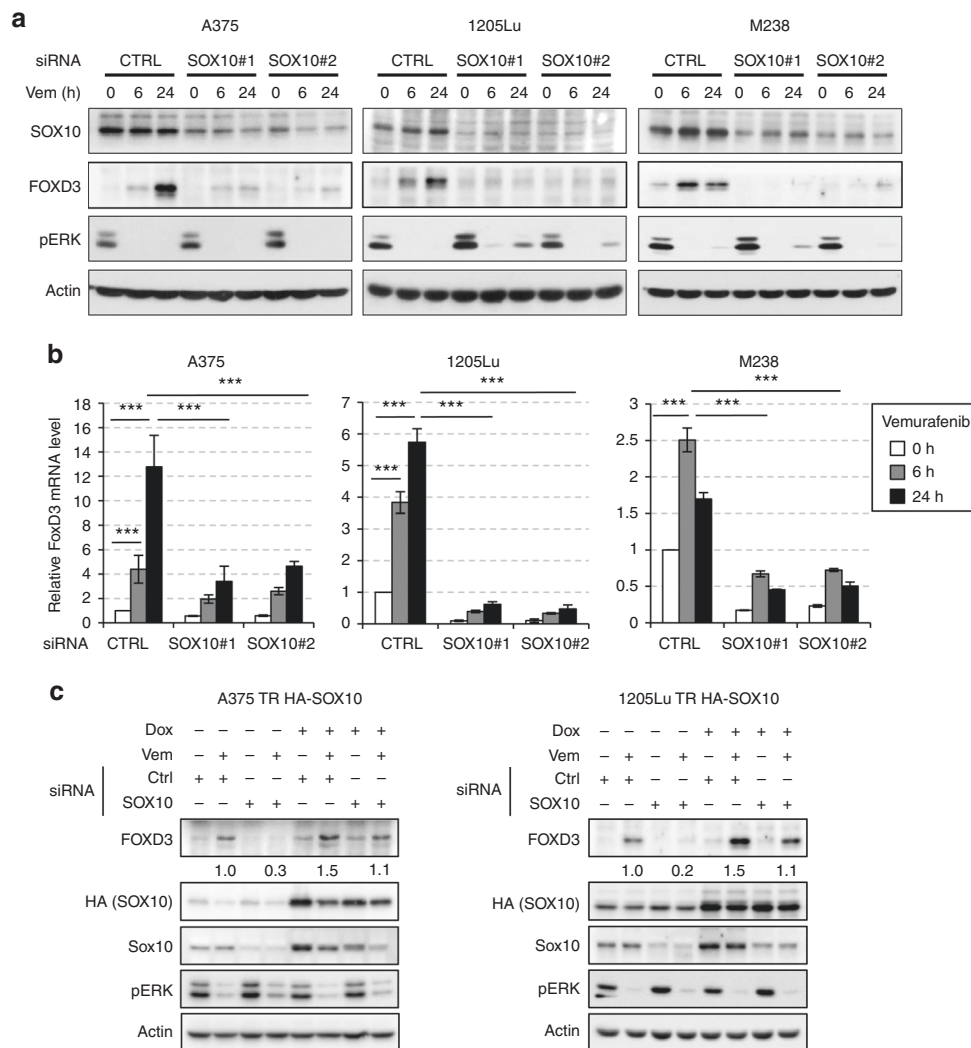 a
A375 1205Lu M238
siRNA CTRL SOX10#1 SOX10#2 CTRL SOX10#1 SOX10#2 CTRL SOX10#1 SOX10#2
Vem (h) 0 6 24 0 6 24 0 6 24 0 6 24 0 6 24 0 6 24 0 6 24 0 6 24 0 6 24
SOX10
FOXD3
pERK
Actin
b
A375 1205Lu M238
Relative FoxD3 mRNA level
18
16
14
12
10
8
6
4
2
0
*** *** *** ***
siRNA CTRL SOX10#1 SOX10#2
7
6
5
4
3
2
1
0
*** *** *** ***
CTRL SOX10#1 SOX10#2
3
2.5
2
1.5
1
0.5
0
*** *** ***
CTRL SOX10#1 SOX10#2
Vemurafenib
0 h
6 h
24 h
c
A375 TR HA-SOX10
Dox – – – – + + + +
Vem – + – + – + – +
siRNA
Ctrl + + – – + + – –
SOX10 – – + + – – + +
FOXD3
1.0 0.3 1.5 1.1
HA (SOX10)
Sox10
pERK
Actin
1205Lu TR HA-SOX10
Dox – – – – + + + +
Vem – + – + – + – +
siRNA
Ctrl + + – – + + – –
SOX10 – – + + – – + +
FOXD3
1.0 0.2 1.5 1.1
HA (SOX10)
Sox10
pERK
Actin